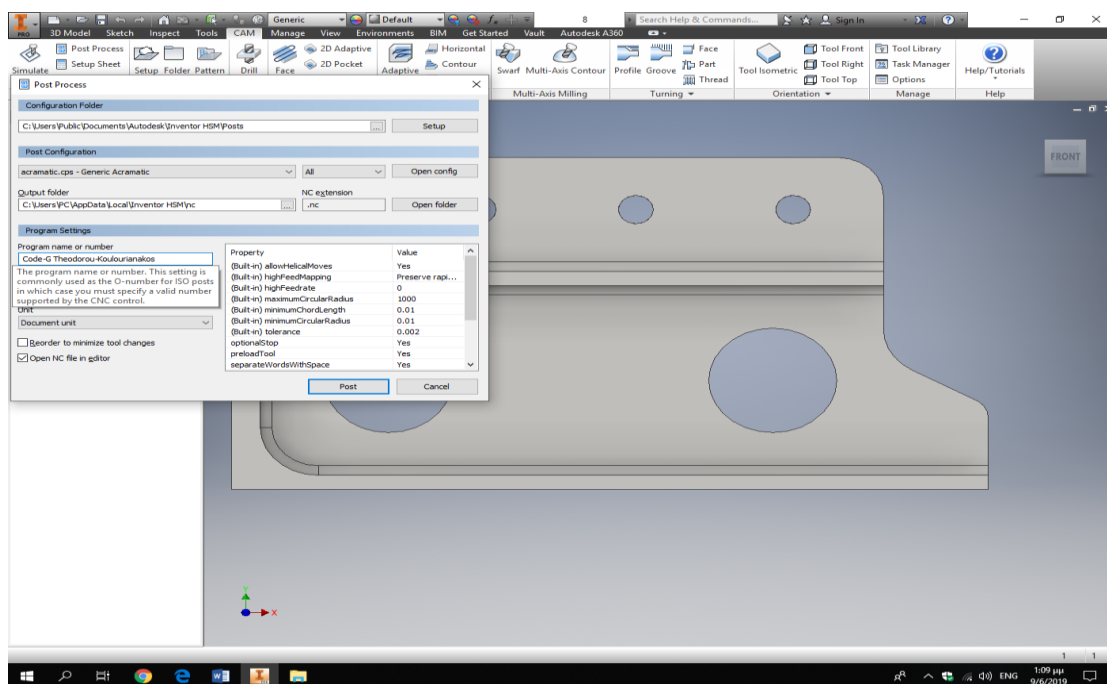 Generic
Default
8
Search Help & Commands...
Sign In
PRO
3D Model Sketch Inspect Tools CAM Manage View Environments BIM Get Started Vault Autodesk A360
Simulate
Post Process
Setup Sheet
Setup Folder Pattern
Drill
Face
2D Adaptive
2D Pocket
Adaptive
Horizontal
Contour
Swarf Multi-Axis Contour
Profile Groove
Face
Part
Thread
Tool Isometric
Tool Front
Tool Right
Tool Top
Tool Library
Task Manager
Options
Help/Tutorials
Multi-Axis Milling
Turning
Orientation
Manage
Help
Post Process
Configuration Folder
C:\Users\Public\Documents\Autodesk\Inventor HSM\Posts
...
Setup
Post Configuration
acramatic.cps - Generic Acramatic
All
Open config
Output folder
NC extension
C:\Users\PC\AppData\Local\Inventor HSM\nc
...
.nc
Open folder
Program Settings
Program name or number
Code-G Theodorou-Koulourianakos
The program name or number. This setting is
commonly used as the O-number for ISO posts
in which case you must specify a valid number
supported by the CNC control.
Unit
Document unit
Reorder to minimize tool changes
Open NC file in editor
Property Value
(Built-in) allowHelicalMoves Yes
(Built-in) highFeedMapping Preserve rapi...
(Built-in) highFeedrate 0
(Built-in) maximumCircularRadius 1000
(Built-in) minimumChordLength 0.01
(Built-in) minimumCircularRadius 0.01
(Built-in) tolerance 0.002
optionalStop Yes
preloadTool Yes
separateWordsWithSpace Yes
Post
Cancel
FRONT
Y
X
1 1
ENG
1:09 μμ
9/6/2019